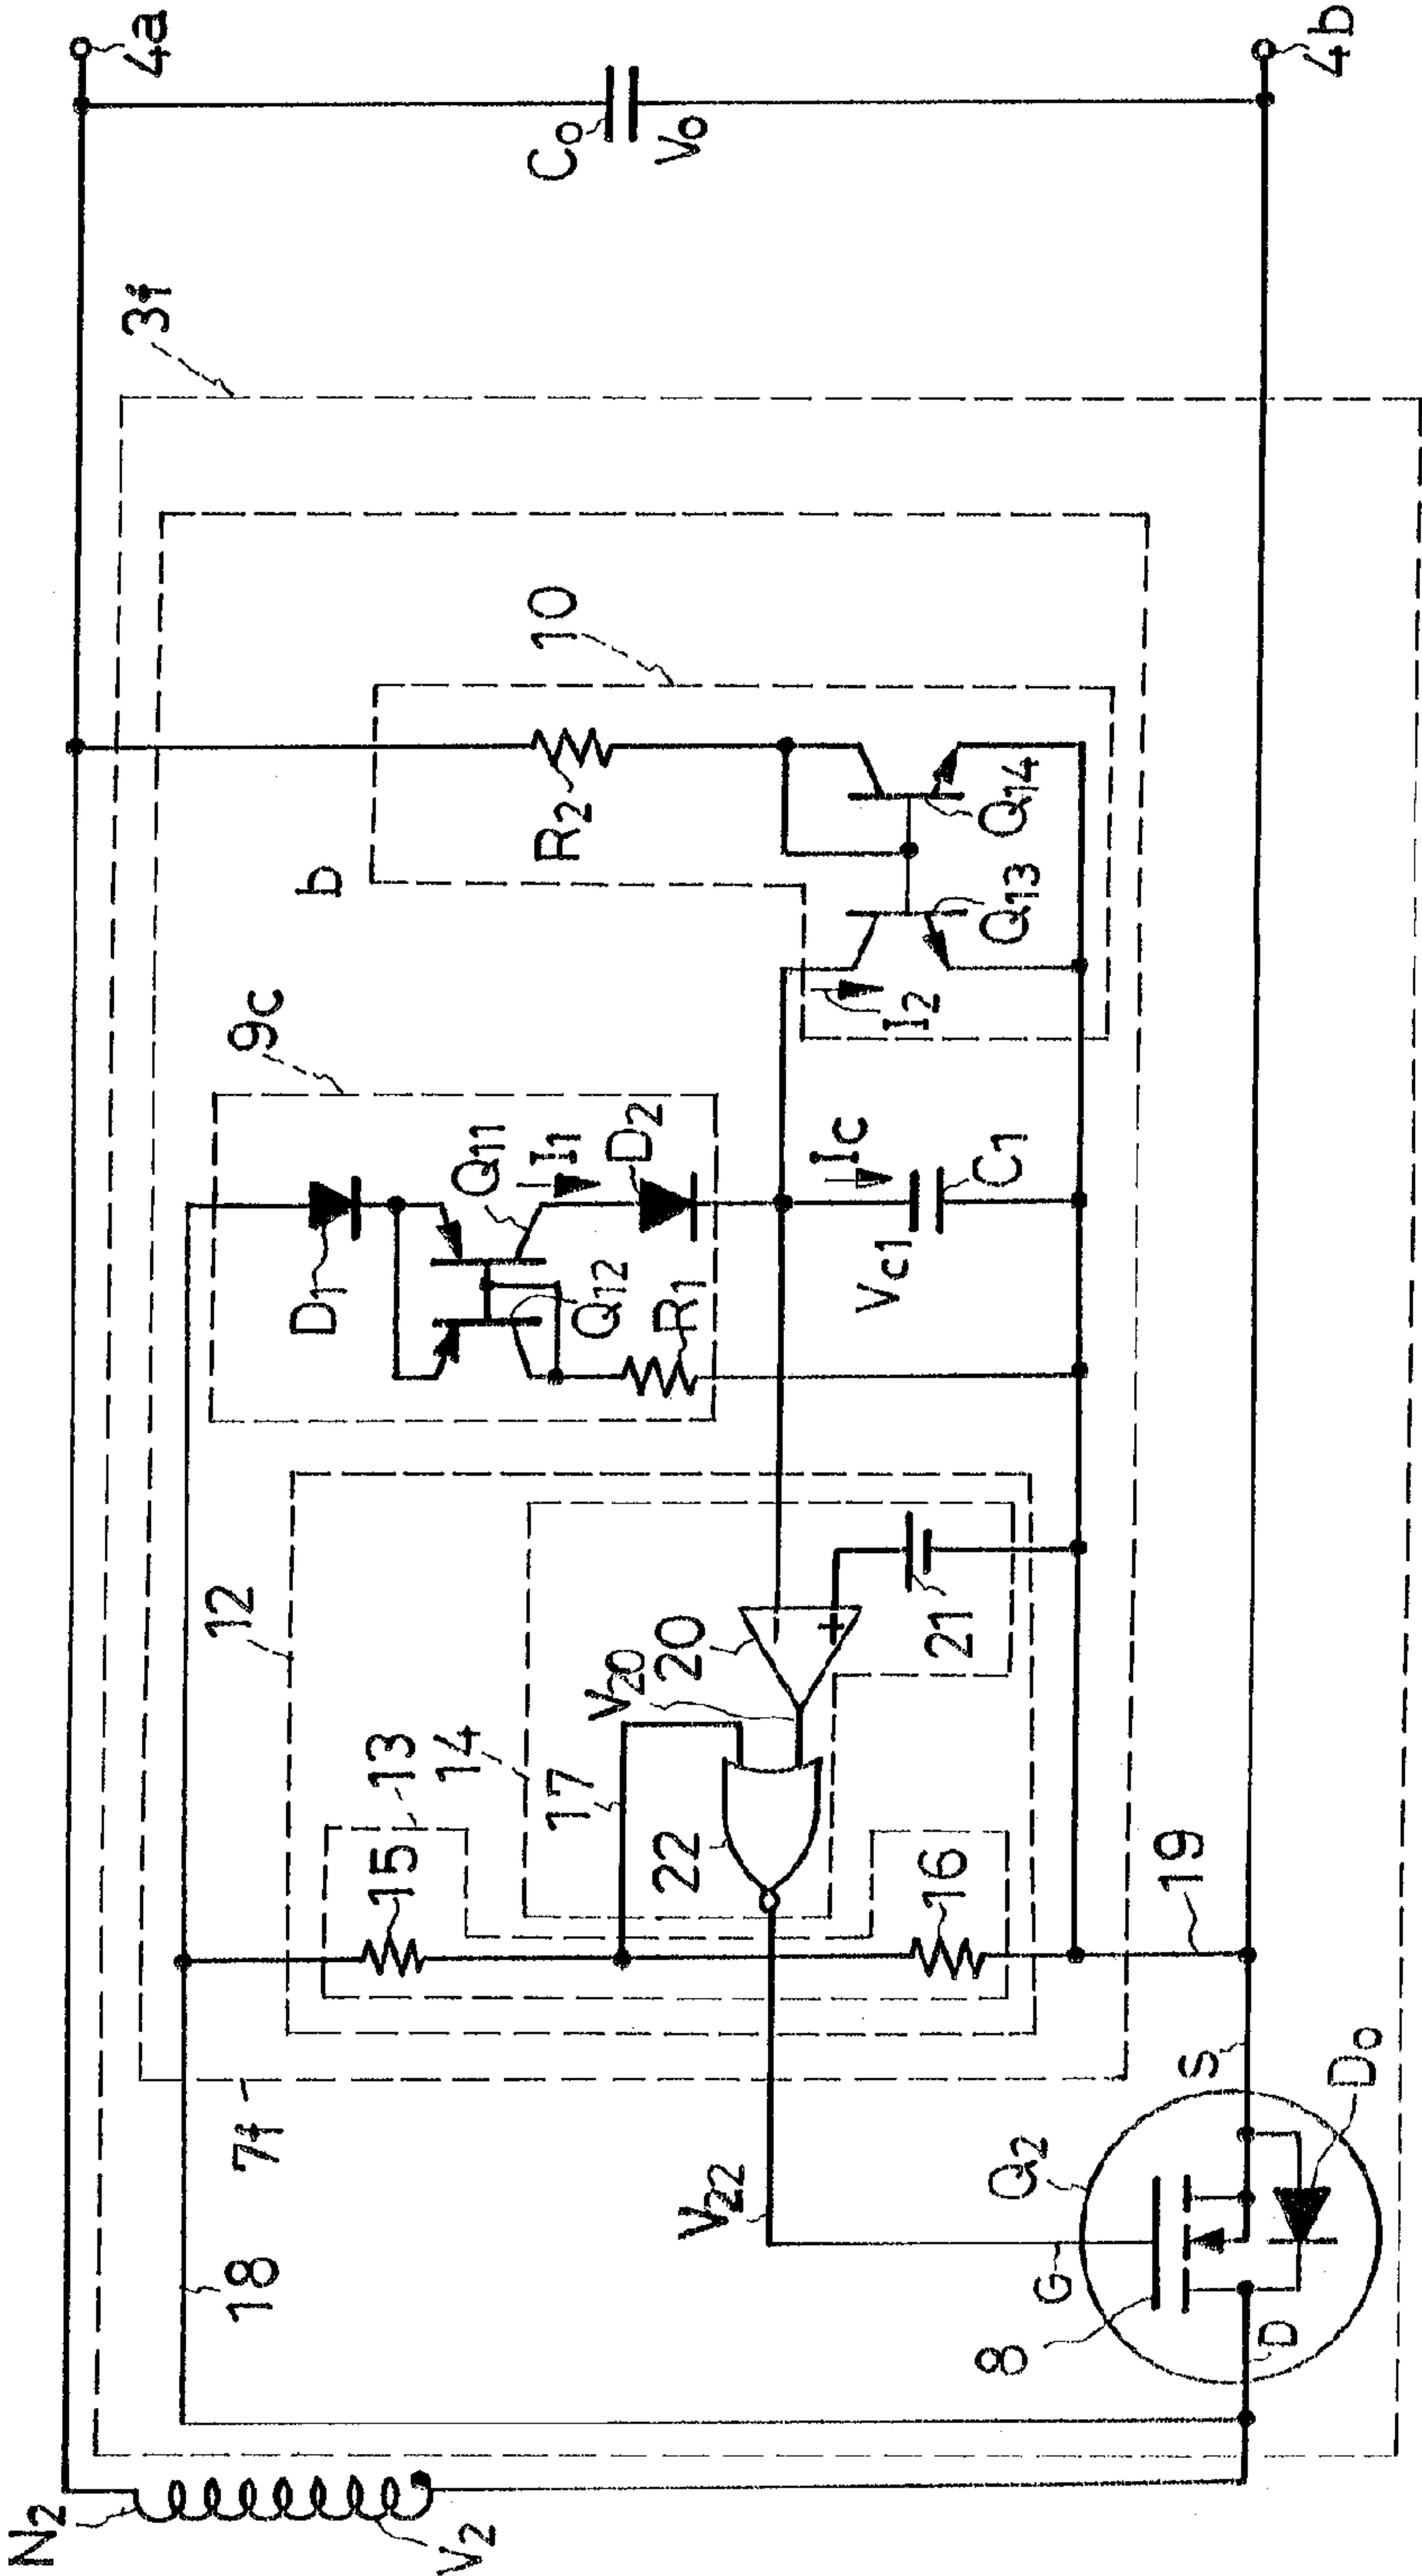 N2
V2
4a
4b
Co
Vo
3f
7f
18
9c
b
10
R2
Q14
Q13
I2
D1
Q11
I1
D2
Q12
R1
Ic
C1
Vc1
12
13
14
15
16
17
V20
20
21
22
19
V22
Q2
8
G
D
S
Do